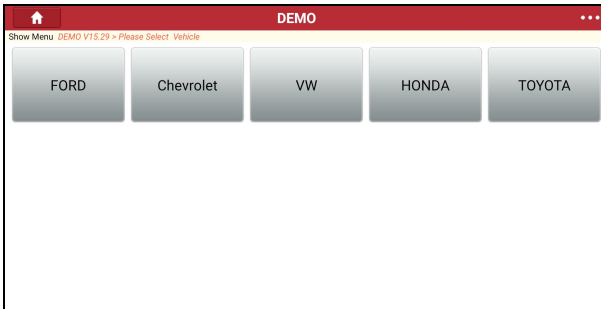 DEMO
Show Menu DEMO V15.29 > Please Select Vehicle
FORD Chevrolet VW HONDA TOYOTA